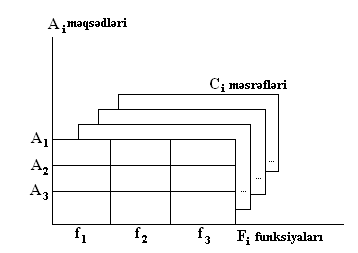 Ai məqsədləri
Ci məsrəfləri
A1
A2
...
...
A3
...
f1 f2 f3 Fi funksiyaları